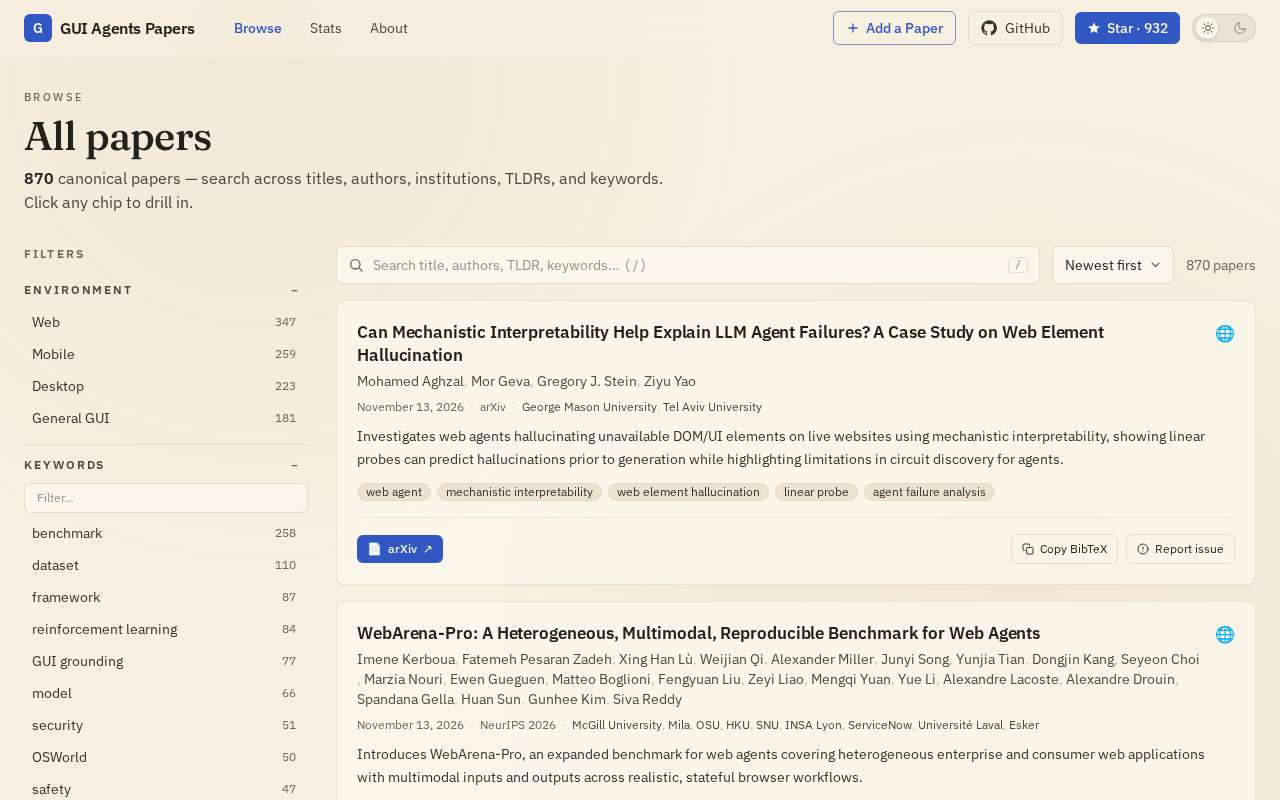 G GUI Agents Papers Browse Stats About + Add a Paper GitHub Star · 932
BROWSE
All papers
870 canonical papers — search across titles, authors, institutions, TLDRs, and keywords.
Click any chip to drill in.
FILTERS
ENVIRONMENT –
Web 347
Mobile 259
Desktop 223
General GUI 181
KEYWORDS –
Filter...
benchmark 258
dataset 110
framework 87
reinforcement learning 84
GUI grounding 77
model 66
security 51
OSWorld 50
safety 47
Search title, authors, TLDR, keywords... ( / ) /
Newest first 870 papers
Can Mechanistic Interpretability Help Explain LLM Agent Failures? A Case Study on Web Element
Hallucination
Mohamed Aghzal, Mor Geva, Gregory J. Stein, Ziyu Yao
November 13, 2026 · arXiv · George Mason University, Tel Aviv University
Investigates web agents hallucinating unavailable DOM/UI elements on live websites using mechanistic interpretability, showing linear
probes can predict hallucinations prior to generation while highlighting limitations in circuit discovery for agents.
web agent mechanistic interpretability web element hallucination linear probe agent failure analysis
arXiv ↗ Copy BibTeX Report issue
WebArena-Pro: A Heterogeneous, Multimodal, Reproducible Benchmark for Web Agents
Imene Kerboua, Fatemeh Pesaran Zadeh, Xing Han Lù, Weijian Qi, Alexander Miller, Junyi Song, Yunjia Tian, Dongjin Kang, Seyeon Choi
, Marzia Nouri, Ewen Gueguen, Matteo Boglioni, Fengyuan Liu, Zeyi Liao, Mengqi Yuan, Yue Li, Alexandre Lacoste, Alexandre Drouin,
Spandana Gella, Huan Sun, Gunhee Kim, Siva Reddy
November 13, 2026 · NeurIPS 2026 · McGill University, Mila, OSU, HKU, SNU, INSA Lyon, ServiceNow, Université Laval, Esker
Introduces WebArena-Pro, an expanded benchmark for web agents covering heterogeneous enterprise and consumer web applications
with multimodal inputs and outputs across realistic, stateful browser workflows.